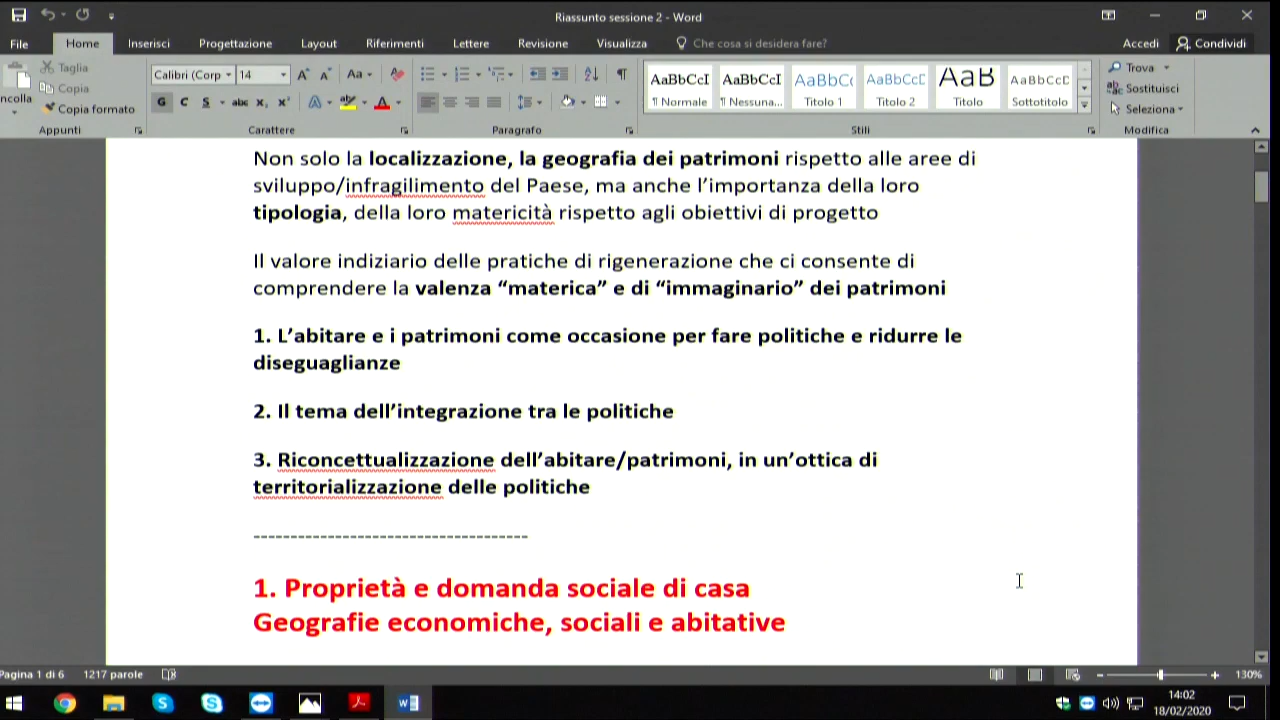 Riassunto sessione 2 - Word
File Home Inserisci Progettazione Layout Riferimenti Lettere Revisione Visualizza Che cosa si desidera fare? Accedi Condividi
ncolla Taglia Copia Copia formato
Calibri (Corp 14 Aa
G C S abc X₂ X² A A
AaBbCcI AaBbCcI AaBbC( AaBbCcC AaB AaBbCcD
¶ Normale ¶ Nessuna... Titolo 1 Titolo 2 Titolo Sottotitolo
Trova
Sostituisci
Seleziona
Appunti Carattere Paragrafo Stili Modifica
Non solo la localizzazione, la geografia dei patrimoni rispetto alle aree di
sviluppo/infragilimento del Paese, ma anche l’importanza della loro
tipologia, della loro matericità rispetto agli obiettivi di progetto
Il valore indiziario delle pratiche di rigenerazione che ci consente di
comprendere la valenza “materica” e di “immaginario” dei patrimoni
1. L’abitare e i patrimoni come occasione per fare politiche e ridurre le
diseguaglianze
2. Il tema dell’integrazione tra le politiche
3. Riconcettualizzazione dell’abitare/patrimoni, in un’ottica di
territorializzazione delle politiche
-------------------------------------
1. Proprietà e domanda sociale di casa
Geografie economiche, sociali e abitative
Pagina 1 di 6 1217 parole 130%
14:02
18/02/2020